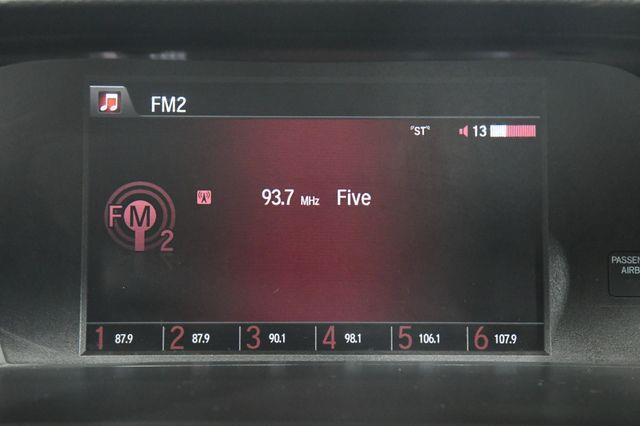 FM2
ST 13
93.7 MHz Five
FM2
PASSEN
AIRB
1 87.9 2 87.9 3 90.1 4 98.1 5 106.1 6 107.9